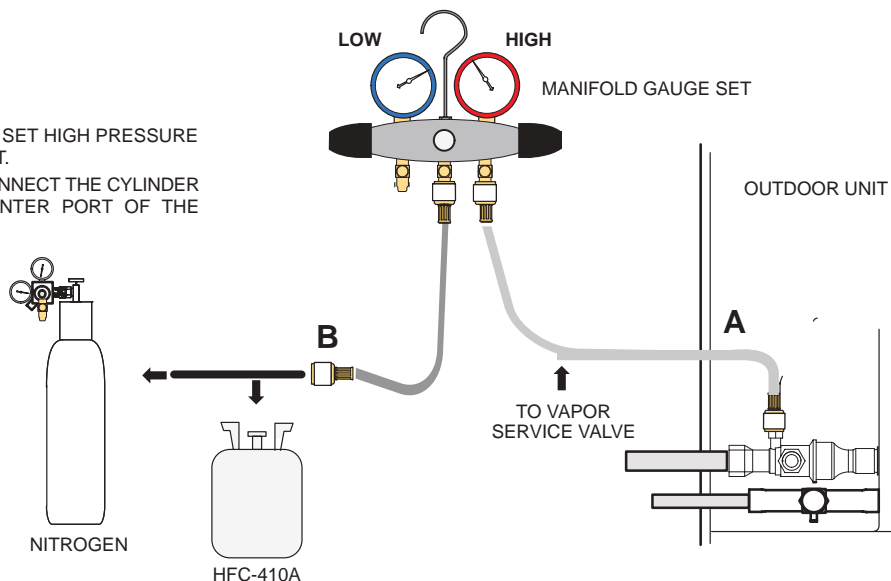 LOW
HIGH
MANIFOLD GAUGE SET
SET HIGH PRESSURE
T.
NNECT THE CYLINDER
NTER PORT OF THE
OUTDOOR UNIT
A
B
TO VAPOR
SERVICE VALVE
NITROGEN
HFC-410A